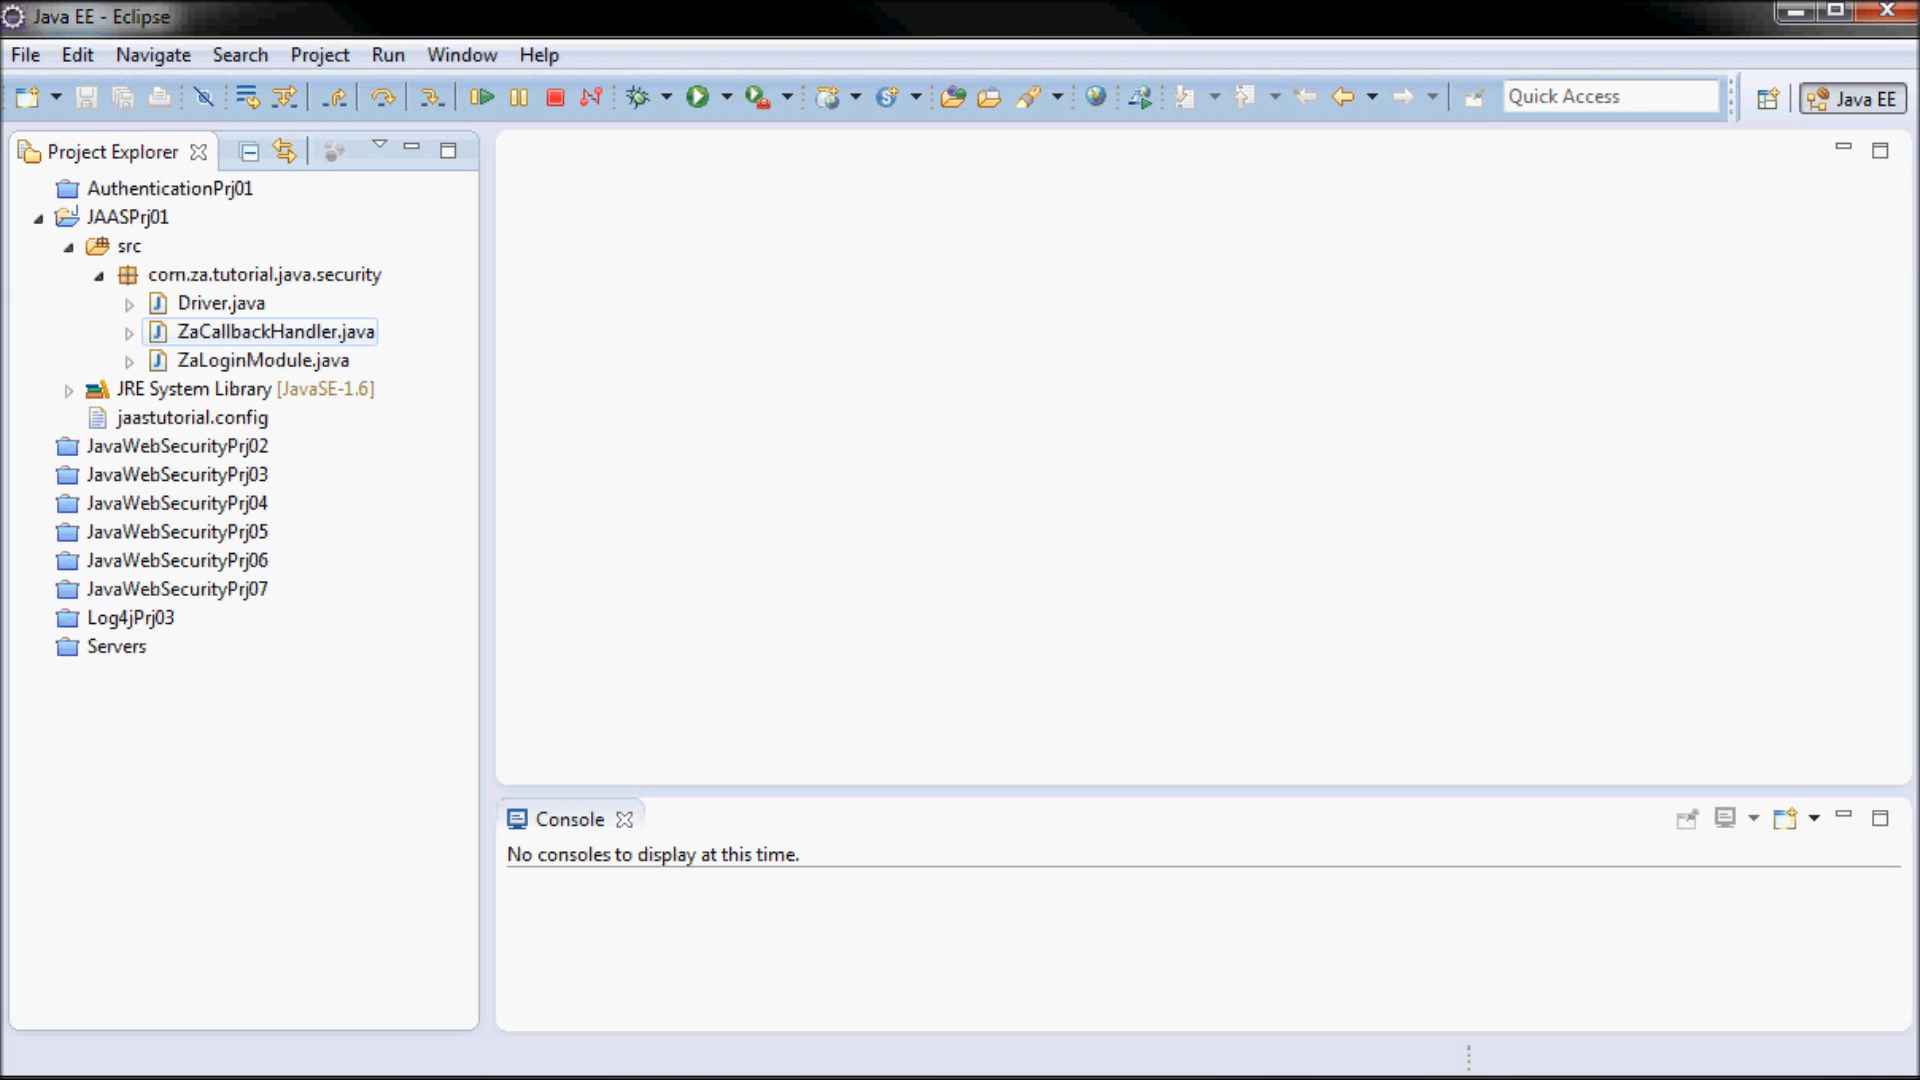 Java EE - Eclipse
File Edit Navigate Search Project Run Window Help
Quick Access
Java EE
Project Explorer
AuthenticationPrj01
JAASPrj01
src
com.za.tutorial.java.security
Driver.java
ZaCallbackHandler.java
ZaLoginModule.java
JRE System Library [JavaSE-1.6]
jaastutorial.config
JavaWebSecurityPrj02
JavaWebSecurityPrj03
JavaWebSecurityPrj04
JavaWebSecurityPrj05
JavaWebSecurityPrj06
JavaWebSecurityPrj07
Log4jPrj03
Servers
Console
No consoles to display at this time.